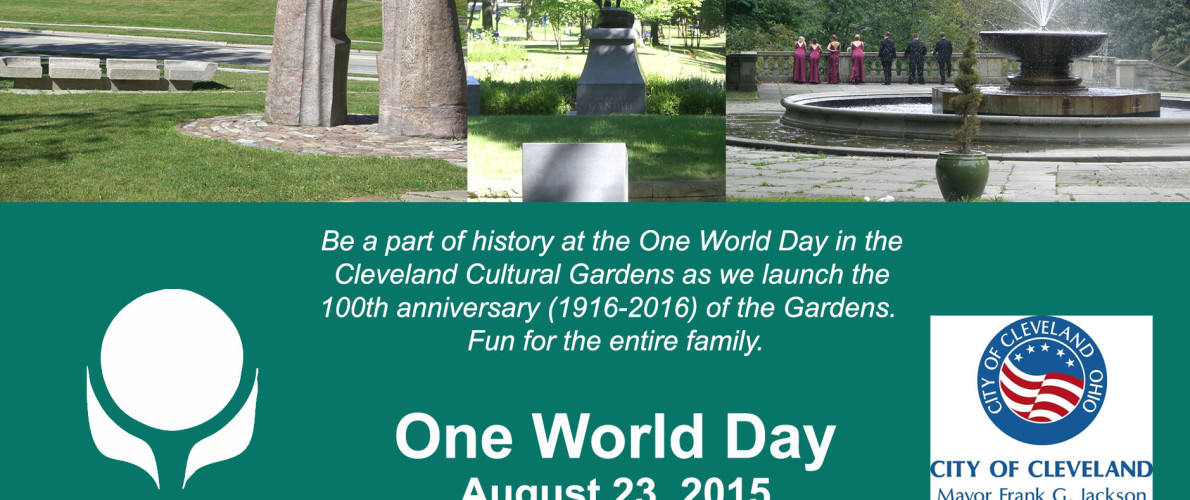 GANDHI
Be a part of history at the One World Day in the
Cleveland Cultural Gardens as we launch the
100th anniversary (1916-2016) of the Gardens.
Fun for the entire family.
One World Day
August 23, 2015
CITY OF CLEVELAND OHIO
CITY OF CLEVELAND
Mayor Frank G. Jackson